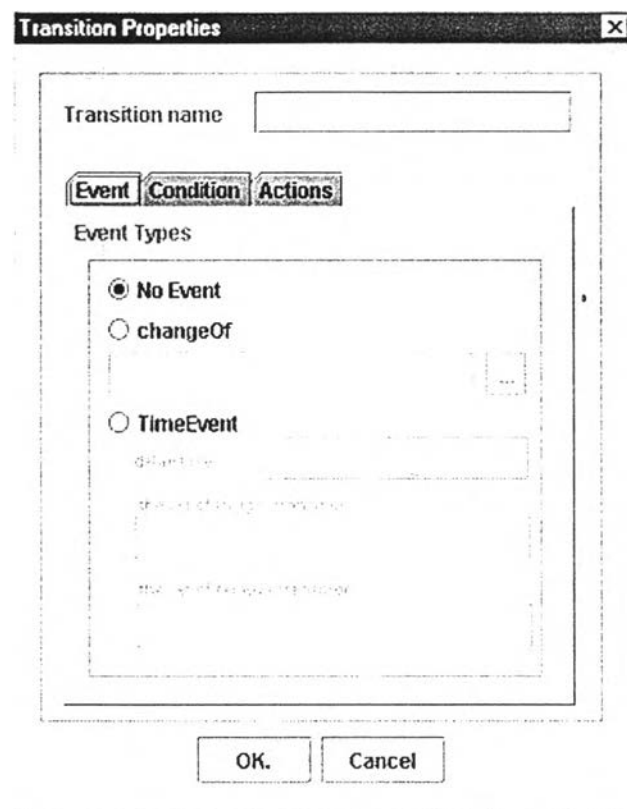 Transition Properties
Transition name
Event Condition Actions
Event Types
No Event
changeOf
...
TimeEvent
OK. Cancel